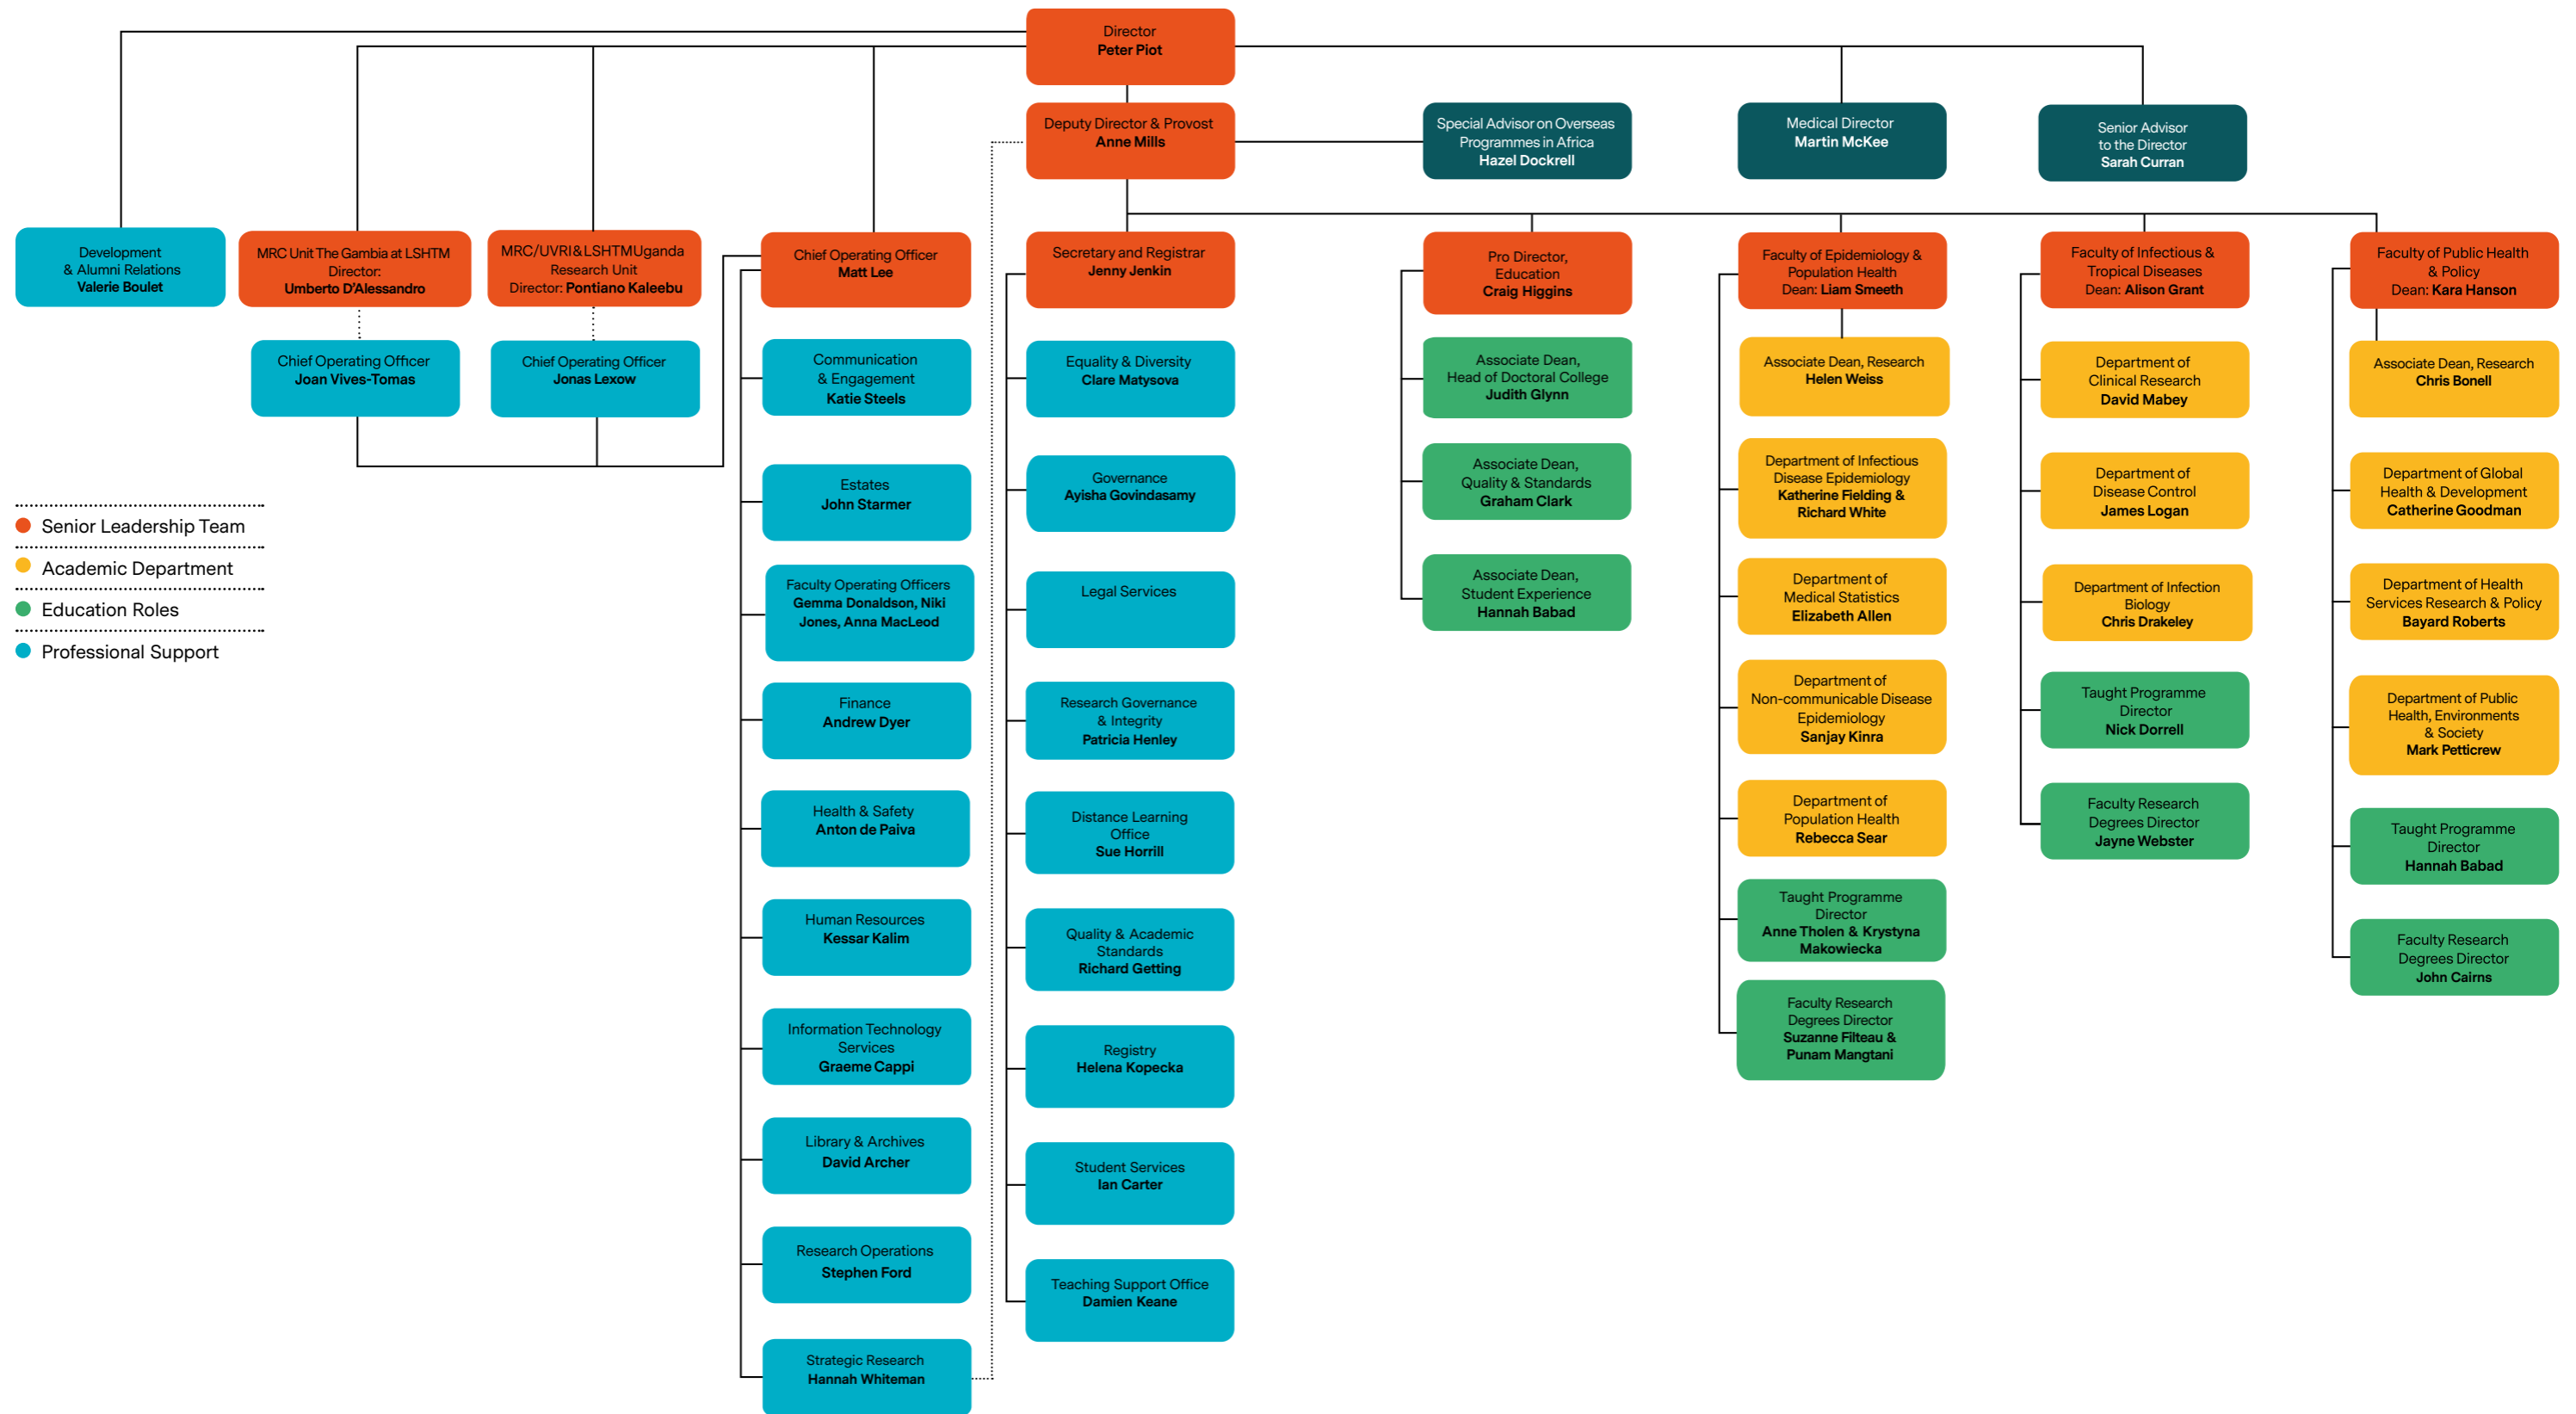 Director
Peter Piot
Deputy Director & Provost
Anne Mills
Special Advisor on Overseas
Programmes in Africa
Hazel Dockrell
Medical Director
Martin McKee
Senior Advisor
to the Director
Sarah Curran
Development
& Alumni Relations
Valerie Boulet
MRC Unit The Gambia at LSHTM
Director:
Umberto D'Alessandro
MRC/UVRI & LSHTM Uganda
Research Unit
Director: Pontiano Kaleebu
Chief Operating Officer
Matt Lee
Secretary and Registrar
Jenny Jenkin
Pro Director,
Education
Craig Higgins
Faculty of Epidemiology &
Population Health
Dean: Liam Smeeth
Faculty of Infectious &
Tropical Diseases
Dean: Alison Grant
Faculty of Public Health
& Policy
Dean: Kara Hanson
Chief Operating Officer
Joan Vives-Tomas
Chief Operating Officer
Jonas Lexow
Senior Leadership Team
Academic Department
Education Roles
Professional Support
Communication
& Engagement
Katie Steels
Estates
John Starmer
Faculty Operating Officers
Gemma Donaldson, Niki
Jones, Anna MacLeod
Finance
Andrew Dyer
Health & Safety
Anton de Paiva
Human Resources
Kessar Kalim
Information Technology
Services
Graeme Cappi
Library & Archives
David Archer
Research Operations
Stephen Ford
Strategic Research
Hannah Whiteman
Equality & Diversity
Clare Matysova
Governance
Ayisha Govindasamy
Legal Services
Research Governance
& Integrity
Patricia Henley
Distance Learning
Office
Sue Horrill
Quality & Academic
Standards
Richard Getting
Registry
Helena Kopecka
Student Services
Ian Carter
Teaching Support Office
Damien Keane
Associate Dean,
Head of Doctoral College
Judith Glynn
Associate Dean,
Quality & Standards
Graham Clark
Associate Dean,
Student Experience
Hannah Babad
Associate Dean, Research
Helen Weiss
Department of Infectious
Disease Epidemiology
Katherine Fielding &
Richard White
Department of
Medical Statistics
Elizabeth Allen
Department of
Non-communicable Disease
Epidemiology
Sanjay Kinra
Department of
Population Health
Rebecca Sear
Taught Programme
Director
Anne Tholen & Krystyna
Makowiecka
Faculty Research
Degrees Director
Suzanne Filteau &
Punam Mangtani
Department of
Clinical Research
David Mabey
Department of
Disease Control
James Logan
Department of Infection
Biology
Chris Drakeley
Taught Programme
Director
Nick Dorrell
Faculty Research
Degrees Director
Jayne Webster
Associate Dean, Research
Chris Bonell
Department of Global
Health & Development
Catherine Goodman
Department of Health
Services Research & Policy
Bayard Roberts
Department of Public
Health, Environments
& Society
Mark Petticrew
Taught Programme
Director
Hannah Babad
Faculty Research
Degrees Director
John Cairns